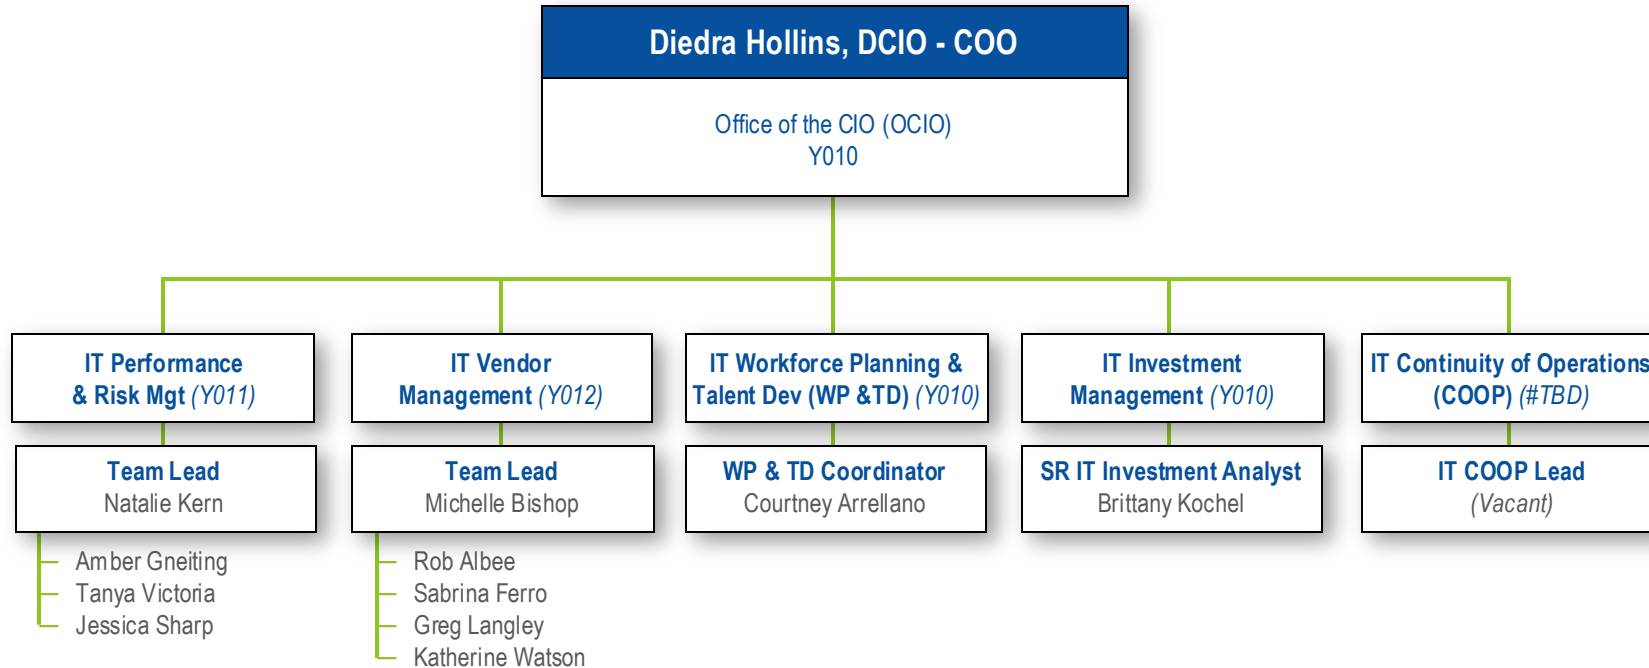 Diedra Hollins, DCIO - COO
Office of the CIO (OCIO)
Y010
IT Performance
& Risk Mgt (Y011)
Team Lead
Natalie Kern
Amber Gneiting
Tanya Victoria
Jessica Sharp
IT Vendor
Management (Y012)
Team Lead
Michelle Bishop
Rob Albee
Sabrina Ferro
Greg Langley
Katherine Watson
IT Workforce Planning &
Talent Dev (WP &TD) (Y010)
WP & TD Coordinator
Courtney Arrellano
IT Investment
Management (Y010)
SR IT Investment Analyst
Brittany Kochel
IT Continuity of Operations
(COOP) (#TBD)
IT COOP Lead
(Vacant)